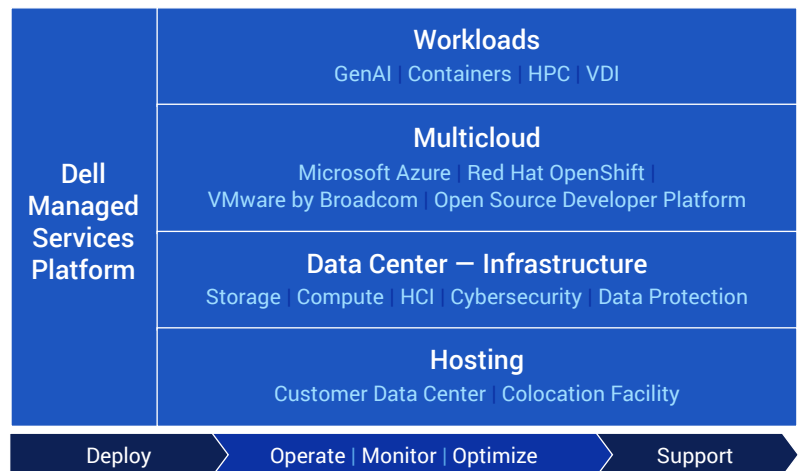 Dell
Managed
Services
Platform
Workloads
GenAI | Containers | HPC | VDI
Multicloud
Microsoft Azure | Red Hat OpenShift |
VMware by Broadcom | Open Source Developer Platform
Data Center — Infrastructure
Storage | Compute | HCI | Cybersecurity | Data Protection
Hosting
Customer Data Center | Colocation Facility
Deploy
Operate | Monitor | Optimize
Support